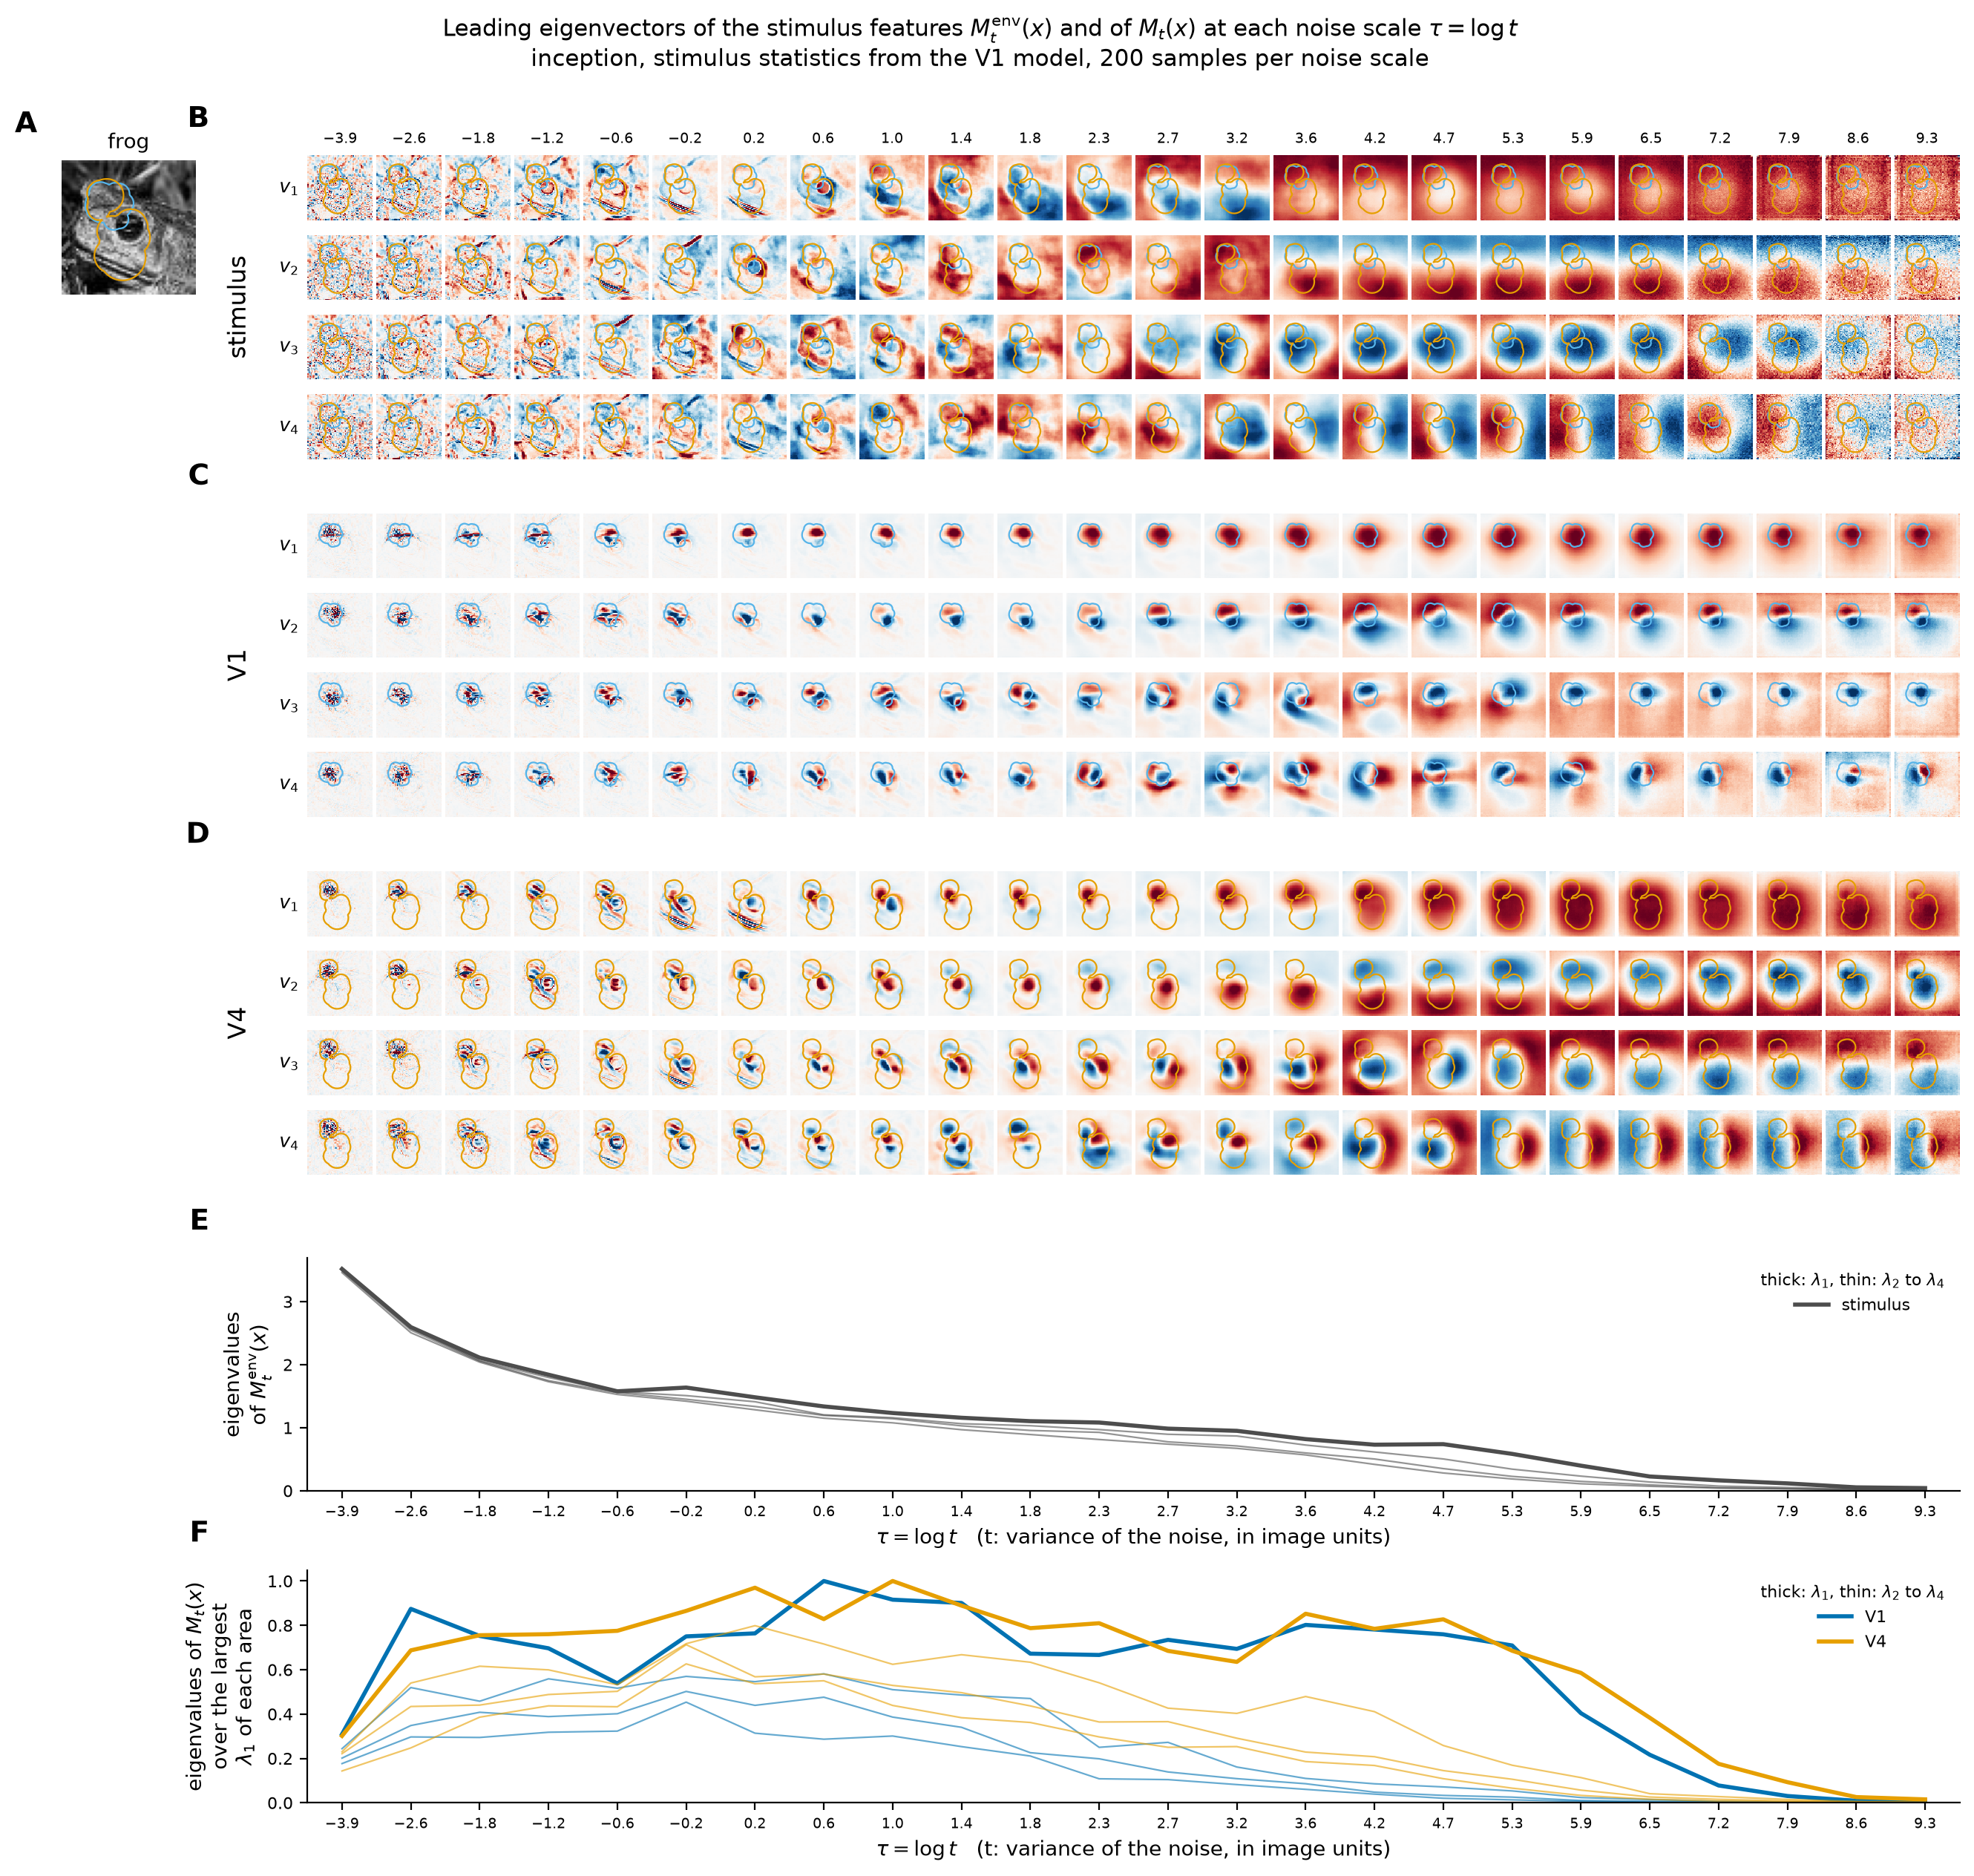 Leading eigenvectors of the stimulus features $M_t^{\mathrm{env}}(x)$ and of $M_t(x)$ at each noise scale $\tau = \log t$
inception, stimulus statistics from the V1 model, 200 samples per noise scale
A
frog
B
−3.9 −2.6 −1.8 −1.2 −0.6 −0.2 0.2 0.6 1.0 1.4 1.8 2.3 2.7 3.2 3.6 4.2 4.7 5.3 5.9 6.5 7.2 7.9 8.6 9.3
stimulus
$v_1$
$v_2$
$v_3$
$v_4$
C
V1
$v_1$
$v_2$
$v_3$
$v_4$
D
V4
$v_1$
$v_2$
$v_3$
$v_4$
E
eigenvalues
of $M_t^{\mathrm{env}}(x)$
3
2
1
0
thick: $\lambda_1$, thin: $\lambda_2$ to $\lambda_4$
stimulus
−3.9 −2.6 −1.8 −1.2 −0.6 −0.2 0.2 0.6 1.0 1.4 1.8 2.3 2.7 3.2 3.6 4.2 4.7 5.3 5.9 6.5 7.2 7.9 8.6 9.3
$\tau = \log t$ (t: variance of the noise, in image units)
F
eigenvalues of $M_t(x)$
over the largest
$\lambda_1$ of each area
1.0
0.8
0.6
0.4
0.2
0.0
thick: $\lambda_1$, thin: $\lambda_2$ to $\lambda_4$
V1
V4
−3.9 −2.6 −1.8 −1.2 −0.6 −0.2 0.2 0.6 1.0 1.4 1.8 2.3 2.7 3.2 3.6 4.2 4.7 5.3 5.9 6.5 7.2 7.9 8.6 9.3
$\tau = \log t$ (t: variance of the noise, in image units)